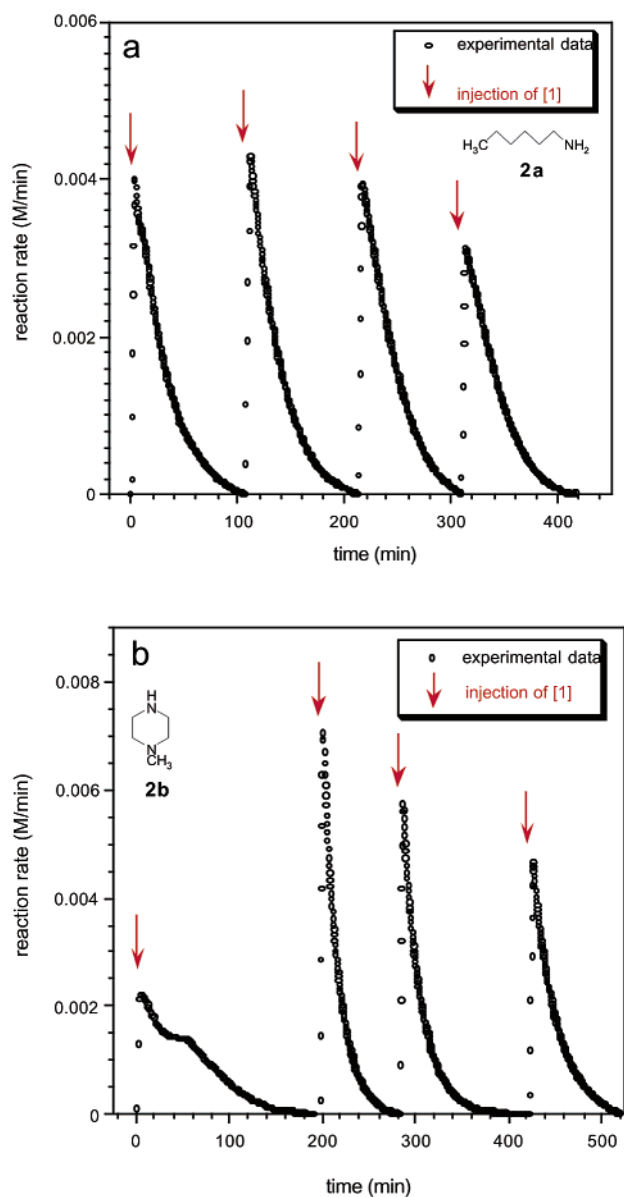 a
0.006
0.004
0.002
0
reaction rate (M/min)
experimental data
injection of [1]
H₃C
NH₂
2a
0
100
200
300
400
time (min)
b
0.008
0.006
0.004
0.002
0
reaction rate (M/min)
experimental data
injection of [1]
H
N
N
CH₃
2b
0
100
200
300
400
500
time (min)